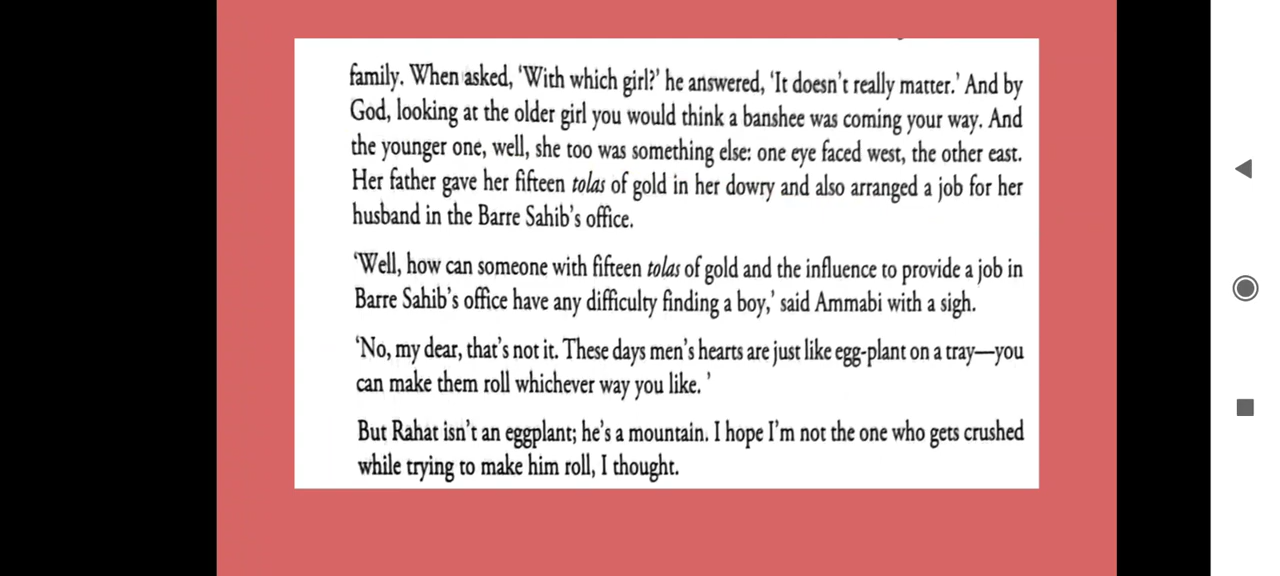 family. When asked, ‘With which girl?’ he answered, ‘It doesn’t really matter.’ And by
God, looking at the older girl you would think a banshee was coming your way. And
the younger one, well, she too was something else: one eye faced west, the other east.
Her father gave her fifteen tolas of gold in her dowry and also arranged a job for her
husband in the Barre Sahib’s office.
‘Well, how can someone with fifteen tolas of gold and the influence to provide a job in
Barre Sahib’s office have any difficulty finding a boy,’ said Ammabi with a sigh.
‘No, my dear, that’s not it. These days men’s hearts are just like egg-plant on a tray—you
can make them roll whichever way you like. ’
But Rahat isn’t an eggplant; he’s a mountain. I hope I’m not the one who gets crushed
while trying to make him roll, I thought.